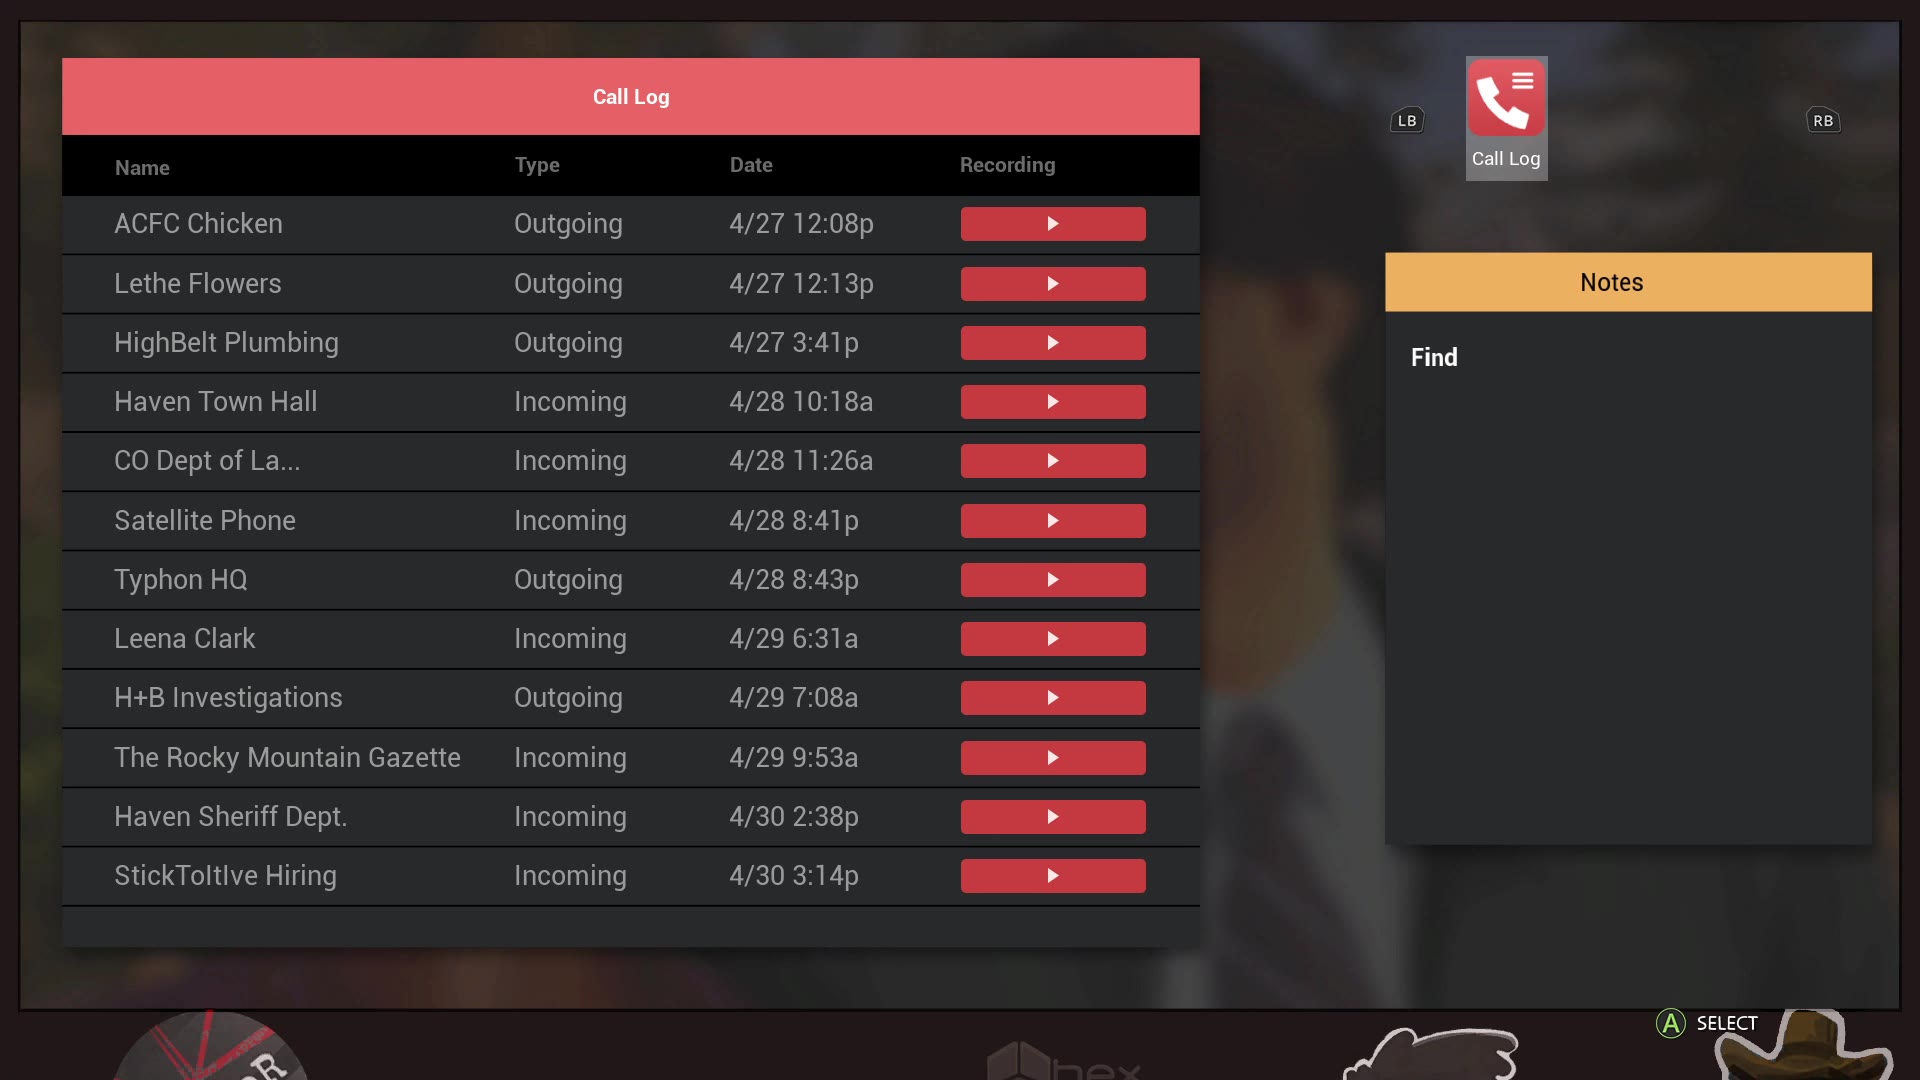 Call Log
Name Type Date Recording
ACFC Chicken Outgoing 4/27 12:08p
Lethe Flowers Outgoing 4/27 12:13p
HighBelt Plumbing Outgoing 4/27 3:41p
Haven Town Hall Incoming 4/28 10:18a
CO Dept of La... Incoming 4/28 11:26a
Satellite Phone Incoming 4/28 8:41p
Typhon HQ Outgoing 4/28 8:43p
Leena Clark Incoming 4/29 6:31a
H+B Investigations Outgoing 4/29 7:08a
The Rocky Mountain Gazette Incoming 4/29 9:53a
Haven Sheriff Dept. Incoming 4/30 2:38p
StickToItIve Hiring Incoming 4/30 3:14p
LB
Call Log
RB
Notes
Find
A SELECT
hex